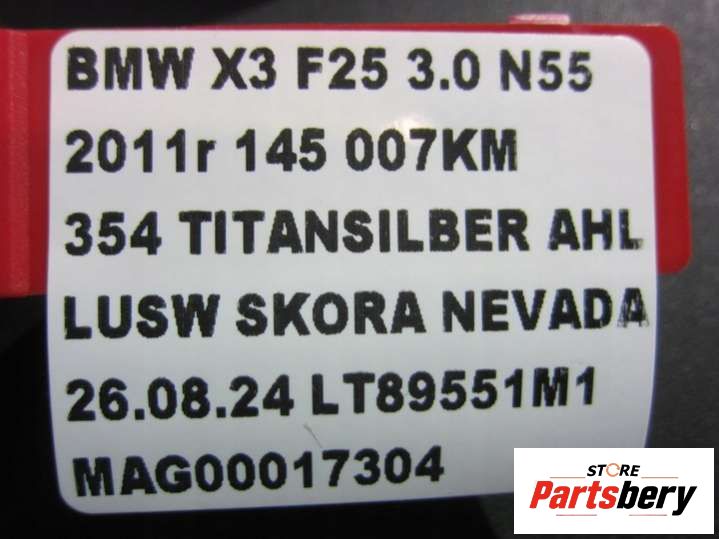 BMW X3 F25 3.0 N55
2011r 145 007KM
354 TITANSILBER AHL
LUSW SKORA NEVADA
26.08.24 LT89551M1
MAG00017304
STORE
Partsbery